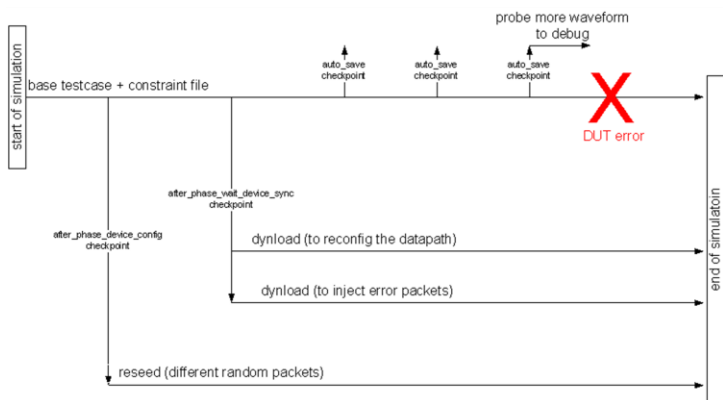 probe more waveform
to debug
auto_save
checkpoint
auto_save
checkpoint
auto_save
checkpoint
start of simulation
base testcase + constraint file
X
DUT error
after_phase_wait_device_sync
checkpoint
after_phase_device_config
checkpoint
dynload (to reconfig the datapath)
dynload (to inject error packets)
reseed (different random packets)
end of simulatoin